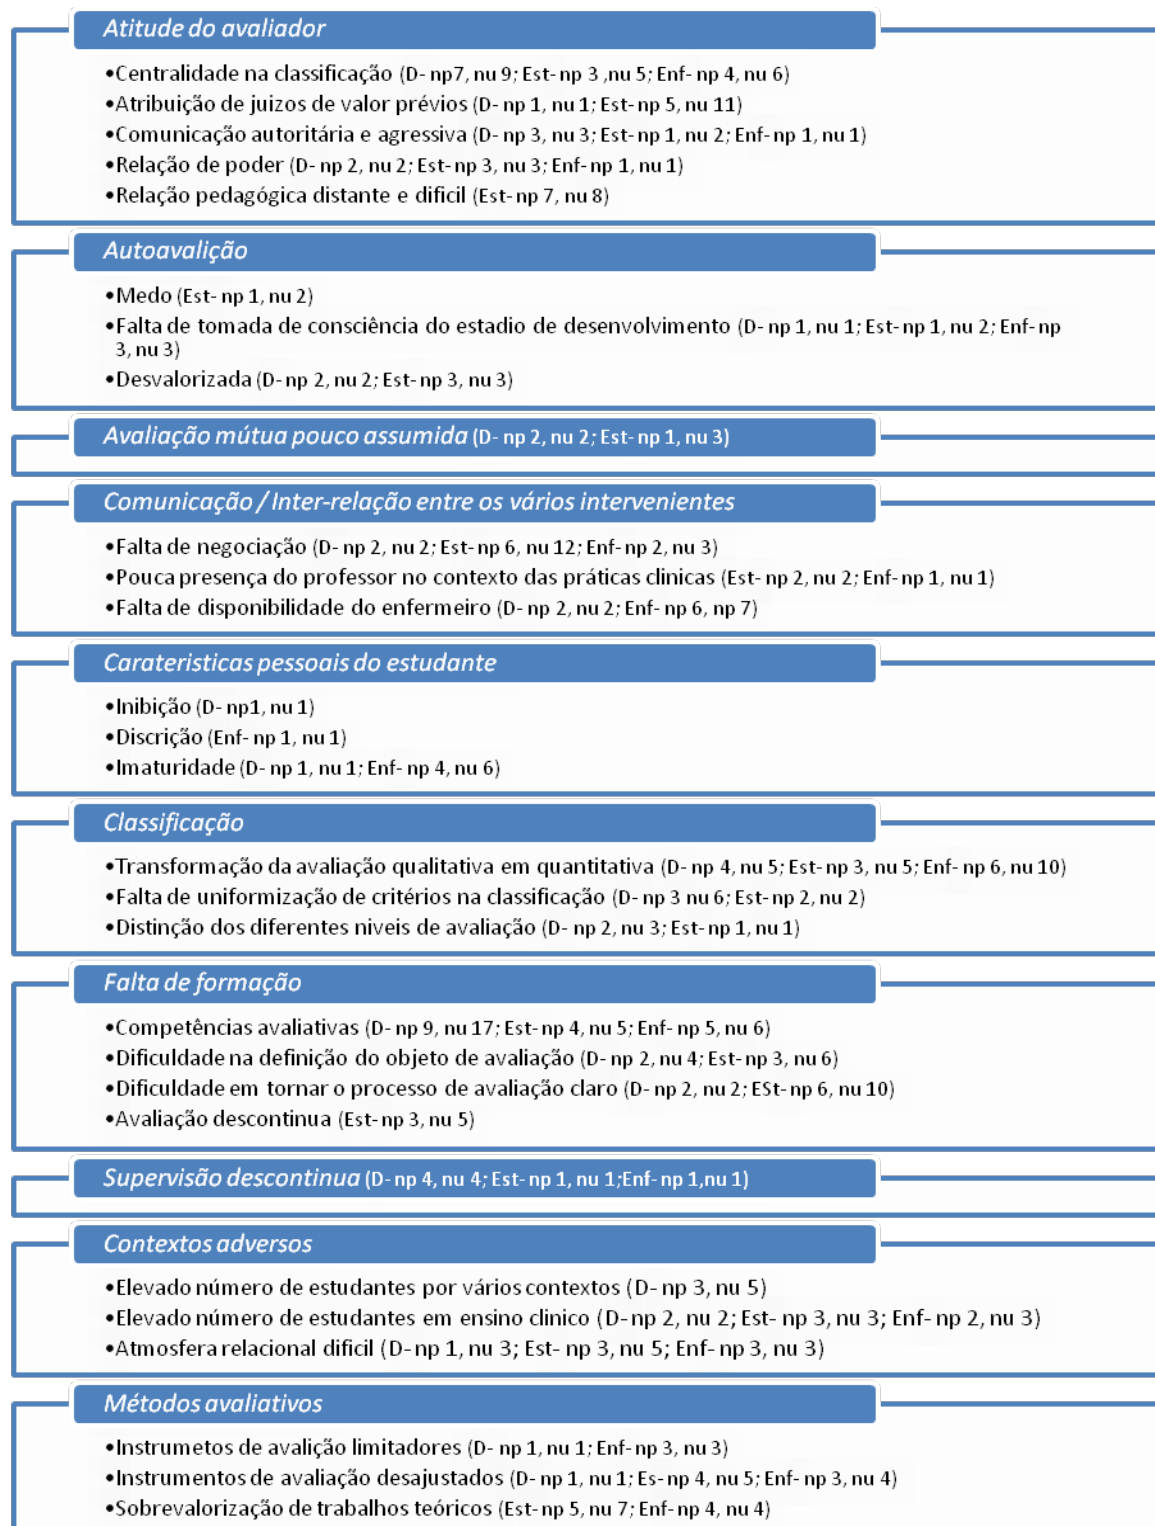 Atitude do avaliador
•Centralidade na classificação (D- np7, nu 9; Est- np 3 ,nu 5; Enf- np 4, nu 6)
•Atribuição de juizos de valor prévios (D- np 1, nu 1; Est- np 5, nu 11)
•Comunicação autoritária e agressiva (D- np 3, nu 3; Est- np 1, nu 2; Enf- np 1, nu 1)
•Relação de poder (D- np 2, nu 2; Est- np 3, nu 3; Enf- np 1, nu 1)
•Relação pedagógica distante e dificil (Est- np 7, nu 8)
Autoavalição
•Medo (Est- np 1, nu 2)
•Falta de tomada de consciência do estadio de desenvolvimento (D- np 1, nu 1; Est- np 1, nu 2; Enf- np
3, nu 3)
•Desvalorizada (D- np 2, nu 2; Est- np 3, nu 3)
Avaliação mútua pouco assumida (D- np 2, nu 2; Est- np 1, nu 3)
Comunicação / Inter-relação entre os vários intervenientes
•Falta de negociação (D- np 2, nu 2; Est- np 6, nu 12; Enf- np 2, nu 3)
•Pouca presença do professor no contexto das práticas clinicas (Est- np 2, nu 2; Enf- np 1, nu 1)
•Falta de disponibilidade do enfermeiro (D- np 2, nu 2; Enf- np 6, np 7)
Carateristicas pessoais do estudante
•Inibição (D- np1, nu 1)
•Discrição (Enf- np 1, nu 1)
•Imaturidade (D- np 1, nu 1; Enf- np 4, nu 6)
Classificação
•Transformação da avaliação qualitativa em quantitativa (D- np 4, nu 5; Est- np 3, nu 5; Enf- np 6, nu 10)
•Falta de uniformização de critérios na classificação (D- np 3 nu 6; Est- np 2, nu 2)
•Distinção dos diferentes niveis de avaliação (D- np 2, nu 3; Est- np 1, nu 1)
Falta de formação
•Competências avaliativas (D- np 9, nu 17; Est- np 4, nu 5; Enf- np 5, nu 6)
•Dificuldade na definição do objeto de avaliação (D- np 2, nu 4; Est- np 3, nu 6)
•Dificuldade em tornar o processo de avaliação claro (D- np 2, nu 2; ESt- np 6, nu 10)
•Avaliação descontinua (Est- np 3, nu 5)
Supervisão descontinua (D- np 4, nu 4; Est- np 1, nu 1;Enf- np 1,nu 1)
Contextos adversos
•Elevado número de estudantes por vários contextos (D- np 3, nu 5)
•Elevado número de estudantes em ensino clinico (D- np 2, nu 2; Est- np 3, nu 3; Enf- np 2, nu 3)
•Atmosfera relacional dificil (D- np 1, nu 3; Est- np 3, nu 5; Enf- np 3, nu 3)
Métodos avaliativos
•Instrumetos de avalição limitadores (D- np 1, nu 1; Enf- np 3, nu 3)
•Instrumentos de avaliação desajustados (D- np 1, nu 1; Es- np 4, nu 5; Enf- np 3, nu 4)
•Sobrevalorização de trabalhos teóricos (Est- np 5, nu 7; Enf- np 4, nu 4)